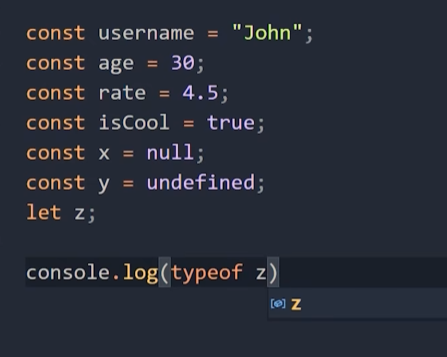 const username = "John";
const age = 30;
const rate = 4.5;
const isCool = true;
const x = null;
const y = undefined;
let z;
console.log(typeof z)
z